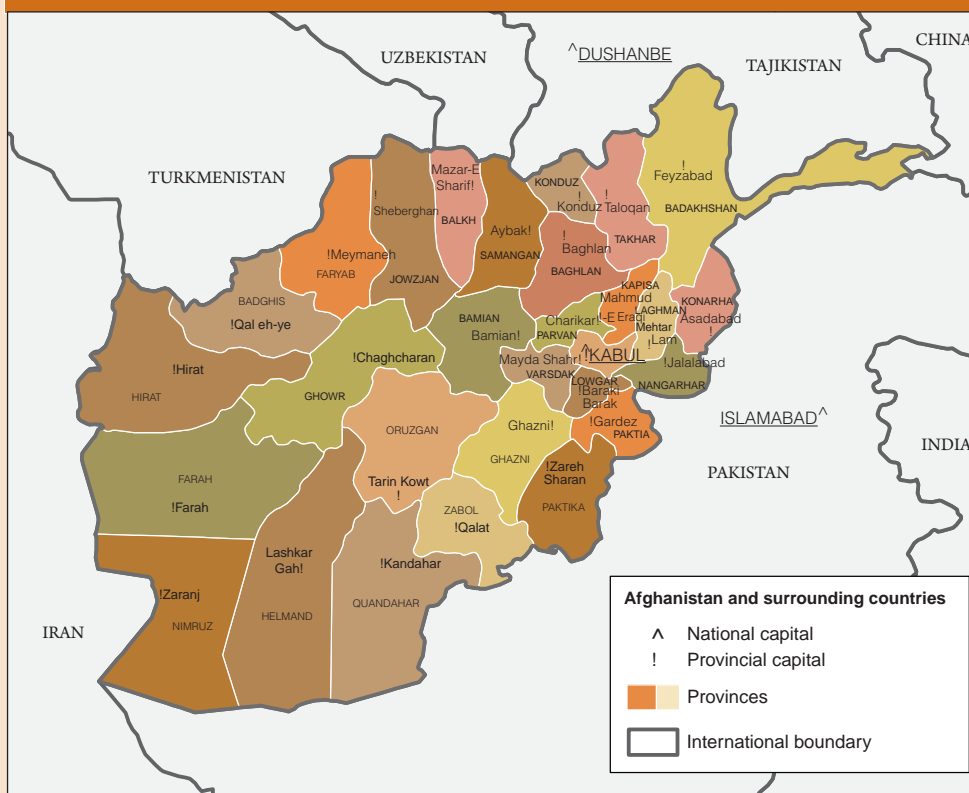 CHINA
UZBEKISTAN
^DUSHANBE
TAJIKISTAN
TURKMENISTAN
Mazar-E
Sharif!
BALKH
!
Sheberghan
JOWZJAN
!Meymaneh
FARYAB
Aybak!
SAMANGAN
KONDUZ
!
Konduz
!
Taloqan
TAKHAR
!
Feyzabad
BADAKHSHAN
!
Baghlan
BAGHLAN
BADGHIS
!Qal eh-ye
KAPISA
Mahmud
!-E Eraqi
LAGHMAN
Mehtar
!Lam
KONARHA
Asadabad
!
BAMIAN
Bamian!
Charikar!
PARVAN
^
!KABUL
Mayda Shahr!
VARSDAK
!Jalalabad
NANGARHAR
!Chaghcharan
GHOWR
!Hirat
HIRAT
LOWGAR
!Baraki
Barak
!Gardez
PAKTIA
ISLAMABAD^
ORUZGAN
Tarin Kowt
!
Ghazni!
GHAZNI
INDIA
PAKISTAN
!Zareh
Sharan
PAKTIKA
FARAH
!Farah
ZABOL
!Qalat
Lashkar
Gah!
HELMAND
!Kandahar
QUANDAHAR
!Zaranj
NIMRUZ
IRAN
Afghanistan and surrounding countries
^ National capital
! Provincial capital
Provinces
International boundary